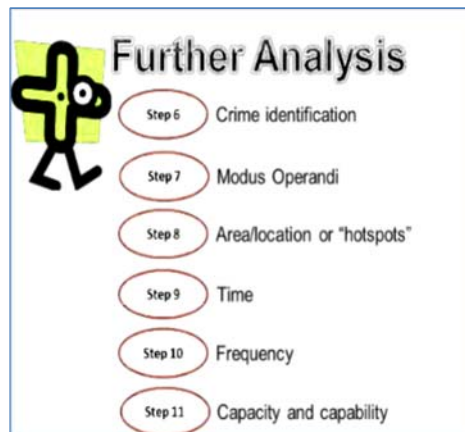 Further Analysis
Step 6 Crime identification
Step 7 Modus Operandi
Step 8 Area/location or “hotspots”
Step 9 Time
Step 10 Frequency
Step 11 Capacity and capability